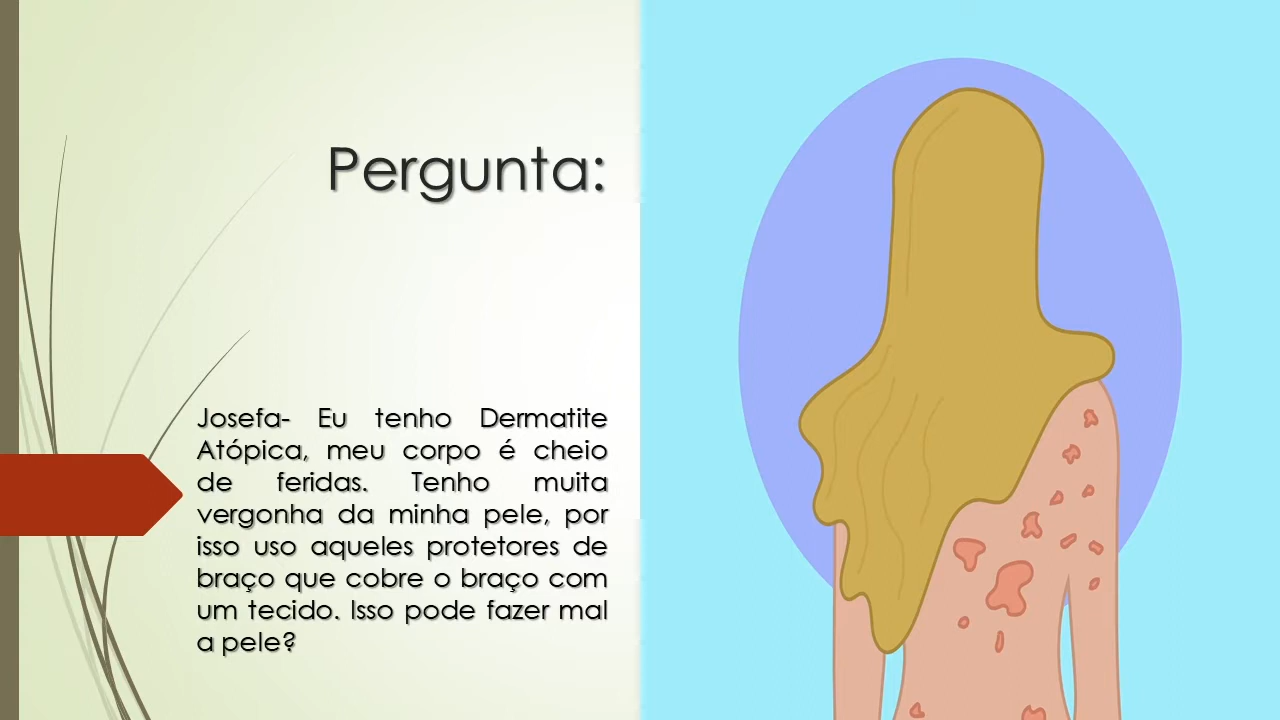 Pergunta:
Josefa- Eu tenho Dermatite
Atópica, meu corpo é cheio
de feridas. Tenho muita
vergonha da minha pele, por
isso uso aqueles protetores de
braço que cobre o braço com
um tecido. Isso pode fazer mal
a pele?